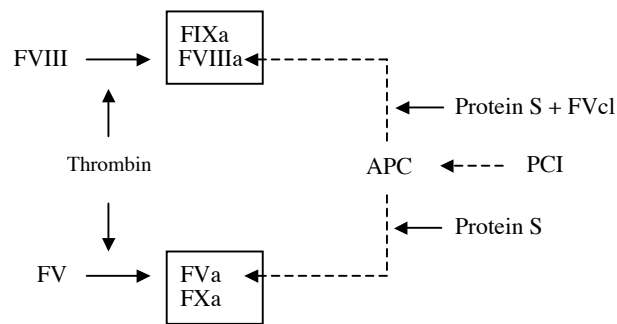 FIXa
FVIII
FVIIIa
Protein S + FVcl
Thrombin
APC
PCI
Protein S
FV
FVa
FXa